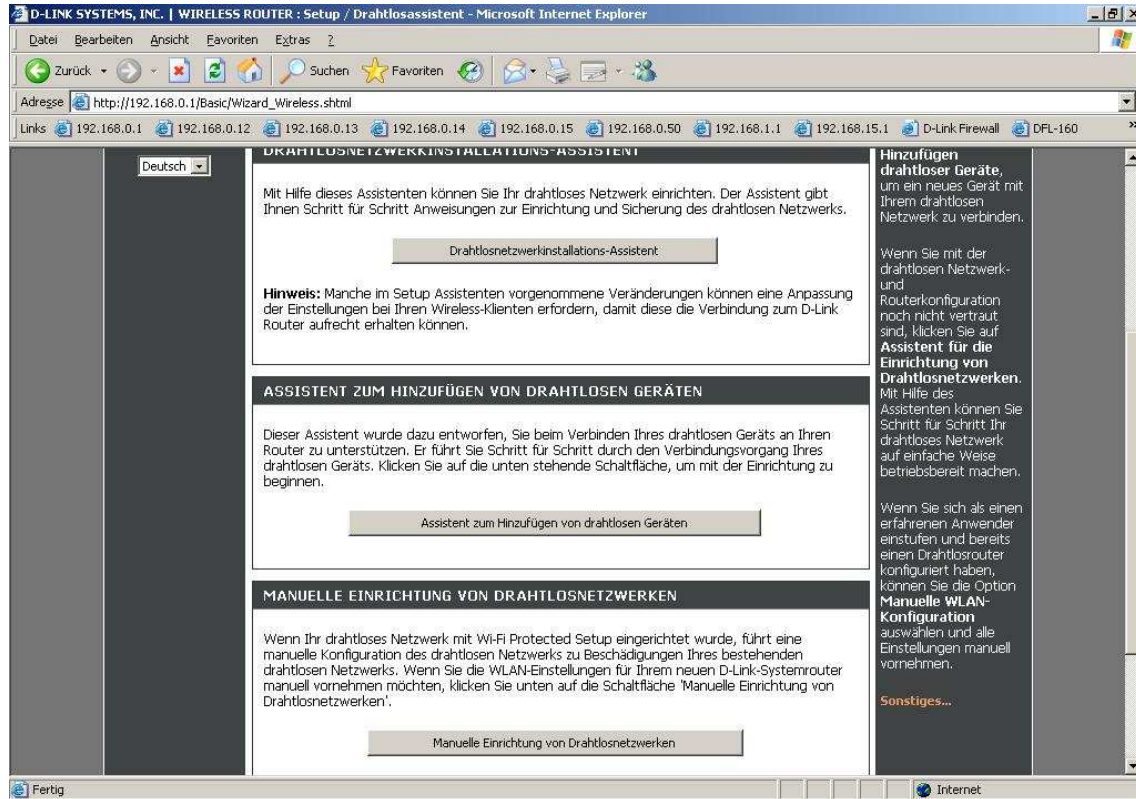 D-LINK SYSTEMS, INC. | WIRELESS ROUTER : Setup / Drahtlosassistent - Microsoft Internet Explorer
Datei Bearbeiten Ansicht Favoriten Extras ?
Zurück Suchen Favoriten
Adresse http://192.168.0.1/Basic/Wizard_Wireless.shtml
Links 192.168.0.1 192.168.0.12 192.168.0.13 192.168.0.14 192.168.0.15 192.168.0.50 192.168.1.1 192.168.15.1 D-Link Firewall DFL-160 »
Deutsch
DRAHTLOSNETZWERKINSTALLATIONS-ASSISTENT
Mit Hilfe dieses Assistenten können Sie Ihr drahtloses Netzwerk einrichten. Der Assistent gibt
Ihnen Schritt für Schritt Anweisungen zur Einrichtung und Sicherung des drahtlosen Netzwerks.
Drahtlosnetzwerkinstallations-Assistent
Hinweis: Manche im Setup Assistenten vorgenommene Veränderungen können eine Anpassung
der Einstellungen bei Ihren Wireless-Klienten erfordern, damit diese die Verbindung zum D-Link
Router aufrecht erhalten können.
ASSISTENT ZUM HINZUFÜGEN VON DRAHTLOSEN GERÄTEN
Dieser Assistent wurde dazu entworfen, Sie beim Verbinden Ihres drahtlosen Geräts an Ihren
Router zu unterstützen. Er führt Sie Schritt für Schritt durch den Verbindungsvorgang Ihres
drahtlosen Geräts. Klicken Sie auf die unten stehende Schaltfläche, um mit der Einrichtung zu
beginnen.
Assistent zum Hinzufügen von drahtlosen Geräten
MANUELLE EINRICHTUNG VON DRAHTLOSNETZWERKEN
Wenn Ihr drahtloses Netzwerk mit Wi-Fi Protected Setup eingerichtet wurde, führt eine
manuelle Konfiguration des drahtlosen Netzwerks zu Beschädigungen Ihres bestehenden
drahtlosen Netzwerks. Wenn Sie die WLAN-Einstellungen für Ihrem neuen D-Link-Systemrouter
manuell vornehmen möchten, klicken Sie unten auf die Schaltfläche 'Manuelle Einrichtung von
Drahtlosnetzwerken'.
Manuelle Einrichtung von Drahtlosnetzwerken
Hinzufügen
drahtloser Geräte,
um ein neues Gerät mit
Ihrem drahtlosen
Netzwerk zu verbinden.
Wenn Sie mit der
drahtlosen Netzwerk-
und
Routerkonfiguration
noch nicht vertraut
sind, klicken Sie auf
Assistent für die
Einrichtung von
Drahtlosnetzwerken.
Mit Hilfe des
Assistenten können Sie
Schritt für Schritt Ihr
drahtloses Netzwerk
auf einfache Weise
betriebsbereit machen.
Wenn Sie sich als einen
erfahrenen Anwender
einstufen und bereits
einen Drahtlosrouter
konfiguriert haben,
können Sie die Option
Manuelle WLAN-
Konfiguration
auswählen und alle
Einstellungen manuell
vornehmen.
Sonstiges...
Fertig
Internet